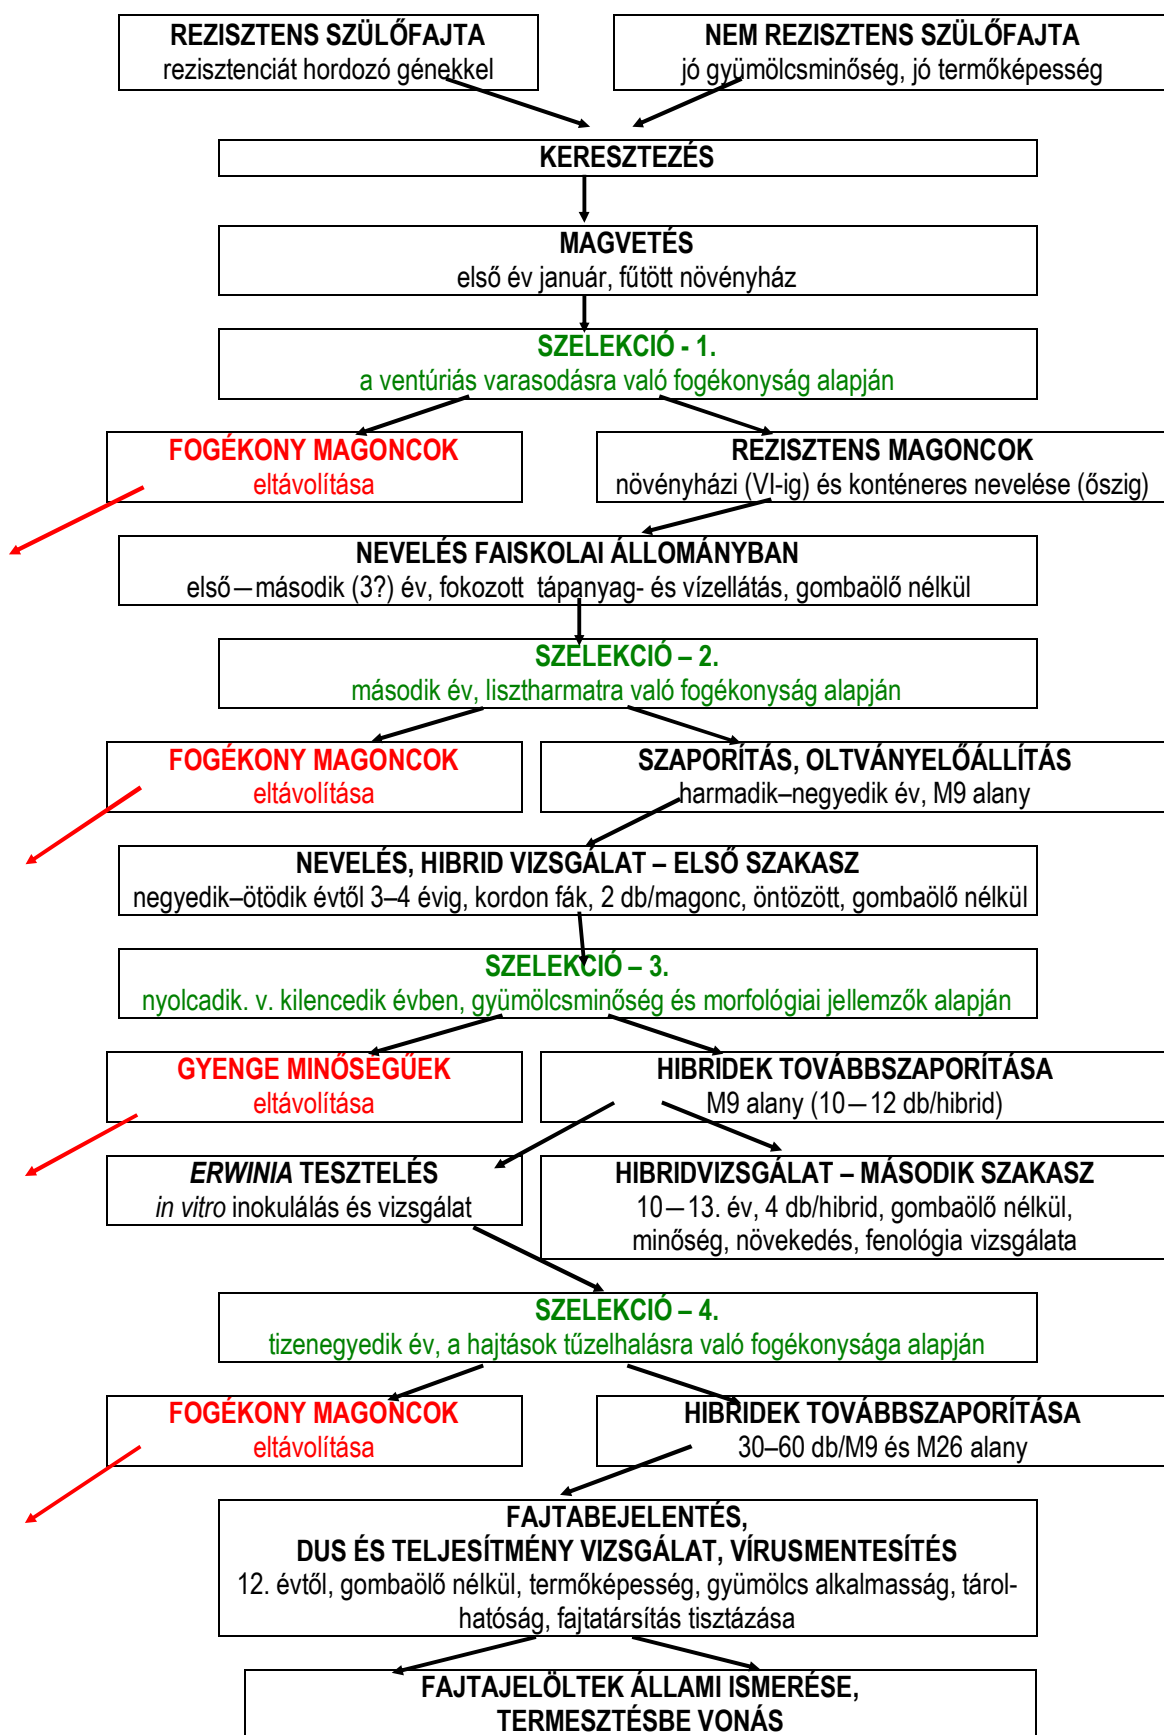 REZISZTENS SZÜLŐFAJTA
rezisztenciát hordozó génekkel
NEM REZISZTENS SZÜLŐFAJTA
jó gyümölcsminőség, jó termőképesség
KERESZTEZÉS
MAGVETÉS
első év január, fűtött növényház
SZELEKCIÓ - 1.
a ventúriás varasodásra való fogékonyság alapján
FOGÉKONY MAGONCOK
eltávolítása
REZISZTENS MAGONCOK
növényházi (VI-ig) és konténeres nevelése (őszig)
NEVELÉS FAISKOLAI ÁLLOMÁNYBAN
első—második (3?) év, fokozott tápanyag- és vízellátás, gombaölő nélkül
SZELEKCIÓ – 2.
második év, lisztharmatra való fogékonyság alapján
FOGÉKONY MAGONCOK
eltávolítása
SZAPORÍTÁS, OLTVÁNYELŐÁLLÍTÁS
harmadik–negyedik év, M9 alany
NEVELÉS, HIBRID VIZSGÁLAT – ELSŐ SZAKASZ
negyedik–ötödik évtől 3–4 évig, kordon fák, 2 db/magonc, öntözött, gombaölő nélkül
SZELEKCIÓ – 3.
nyolcadik. v. kilencedik évben, gyümölcsminőség és morfológiai jellemzők alapján
GYENGE MINŐSÉGŰEK
eltávolítása
HIBRIDEK TOVÁBBSZAPORÍTÁSA
M9 alany (10—12 db/hibrid)
ERWINIA TESZTELÉS
in vitro inokulálás és vizsgálat
HIBRIDVIZSGÁLAT – MÁSODIK SZAKASZ
10—13. év, 4 db/hibrid, gombaölő nélkül,
minőség, növekedés, fenológia vizsgálata
SZELEKCIÓ – 4.
tizenegyedik év, a hajtások tűzelhalásra való fogékonysága alapján
FOGÉKONY MAGONCOK
eltávolítása
HIBRIDEK TOVÁBBSZAPORÍTÁSA
30–60 db/M9 és M26 alany
FAJTABEJELENTÉS,
DUS ÉS TELJESÍTMÉNY VIZSGÁLAT, VÍRUSMENTESÍTÉS
12. évtől, gombaölő nélkül, termőképesség, gyümölcs alkalmasság, tárol-
hatóság, fajtatársítás tisztázása
FAJTAJELÖLTEK ÁLLAMI ISMERÉSE,
TERMESZTÉSBE VONÁS